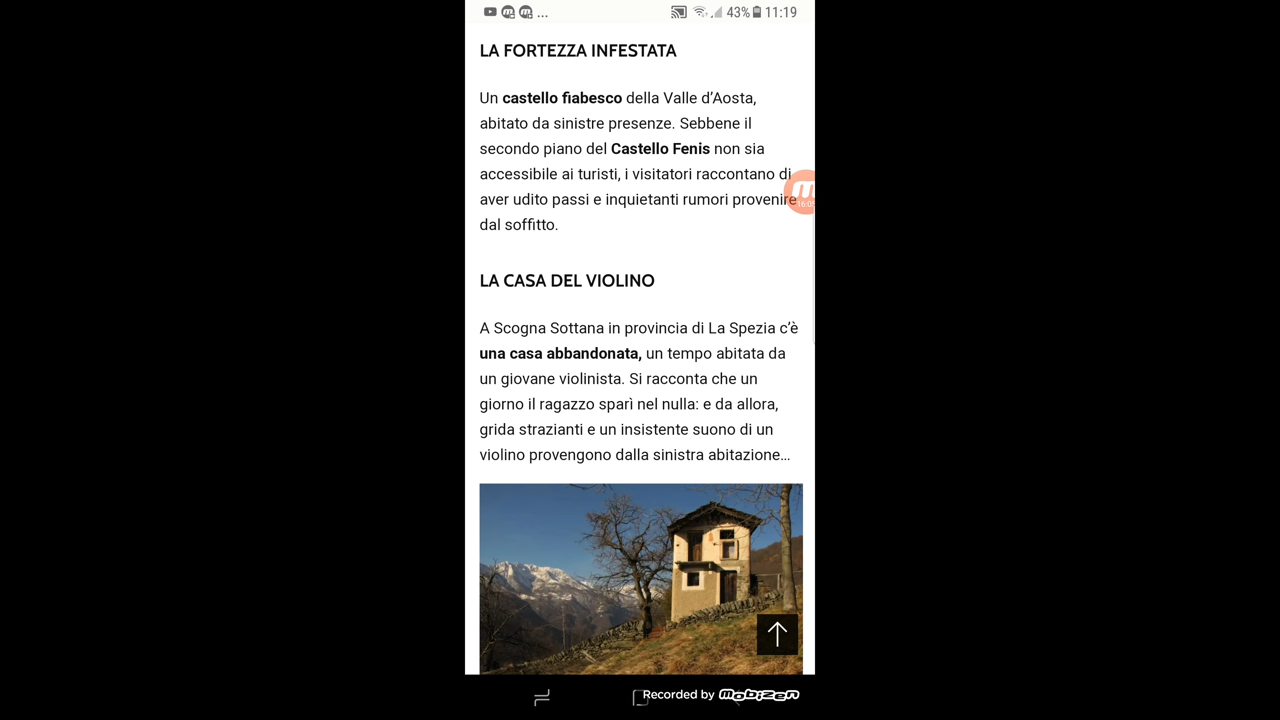 ... 43% 11:19
LA FORTEZZA INFESTATA
Un castello fiabesco della Valle d’Aosta,
abitato da sinistre presenze. Sebbene il
secondo piano del Castello Fenis non sia
accessibile ai turisti, i visitatori raccontano di
aver udito passi e inquietanti rumori provenire
dal soffitto.
LA CASA DEL VIOLINO
A Scogna Sottana in provincia di La Spezia c’è
una casa abbandonata, un tempo abitata da
un giovane violinista. Si racconta che un
giorno il ragazzo sparì nel nulla: e da allora,
grida strazianti e un insistente suono di un
violino provengono dalla sinistra abitazione…
Recorded by mobizen